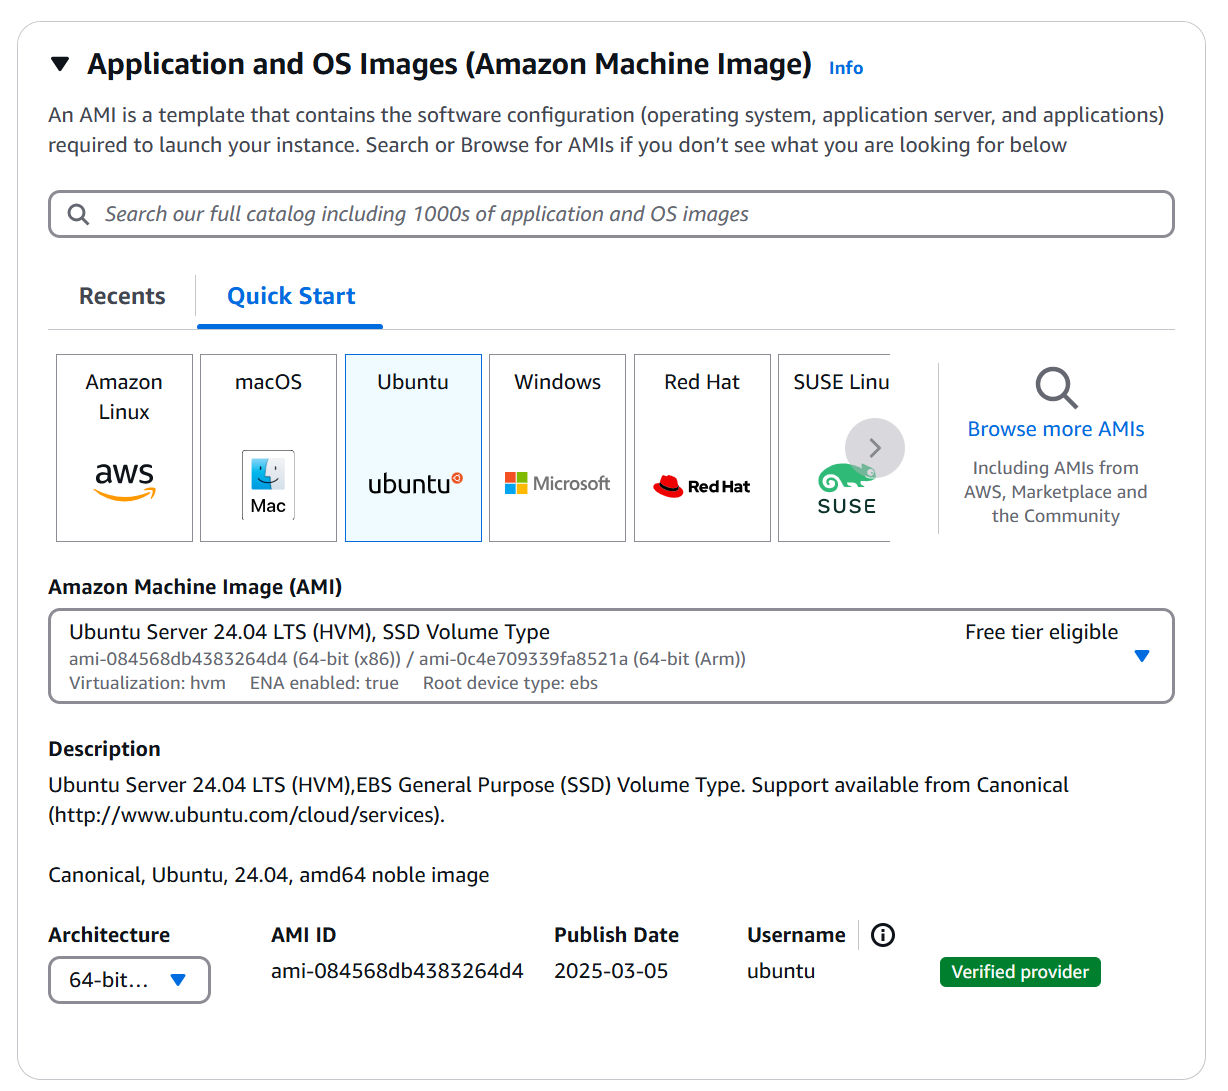 Application and OS Images (Amazon Machine Image) Info
An AMI is a template that contains the software configuration (operating system, application server, and applications)
required to launch your instance. Search or Browse for AMIs if you don’t see what you are looking for below
Search our full catalog including 1000s of application and OS images
Recents
Quick Start
Amazon
Linux
aws
macOS
Mac
Ubuntu
ubuntu
Windows
Microsoft
Red Hat
Red Hat
SUSE Linu
SUSE
Browse more AMIs
Including AMIs from
AWS, Marketplace and
the Community
Amazon Machine Image (AMI)
Ubuntu Server 24.04 LTS (HVM), SSD Volume Type
Free tier eligible
ami-084568db4383264d4 (64-bit (x86)) / ami-0c4e709339fa8521a (64-bit (Arm))
Virtualization: hvm ENA enabled: true Root device type: ebs
Description
Ubuntu Server 24.04 LTS (HVM),EBS General Purpose (SSD) Volume Type. Support available from Canonical
(http://www.ubuntu.com/cloud/services).
Canonical, Ubuntu, 24.04, amd64 noble image
Architecture
64-bit...
AMI ID
ami-084568db4383264d4
Publish Date
2025-03-05
Username
ubuntu
Verified provider